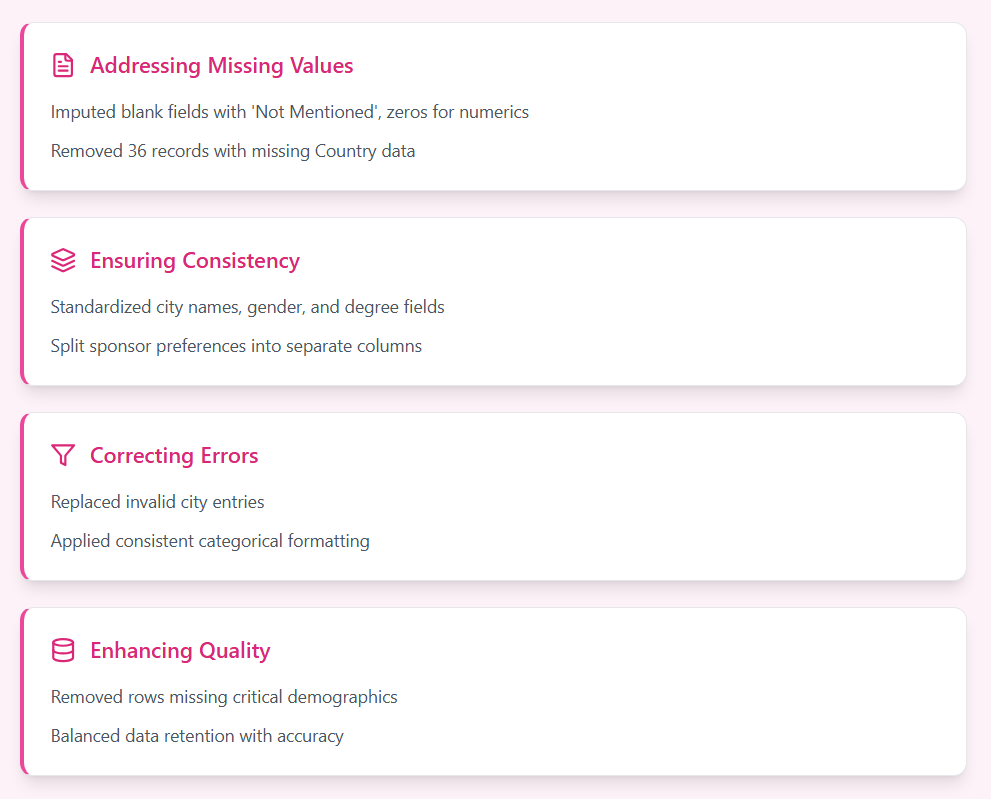 Addressing Missing Values
Imputed blank fields with 'Not Mentioned', zeros for numerics
Removed 36 records with missing Country data
Ensuring Consistency
Standardized city names, gender, and degree fields
Split sponsor preferences into separate columns
Correcting Errors
Replaced invalid city entries
Applied consistent categorical formatting
Enhancing Quality
Removed rows missing critical demographics
Balanced data retention with accuracy